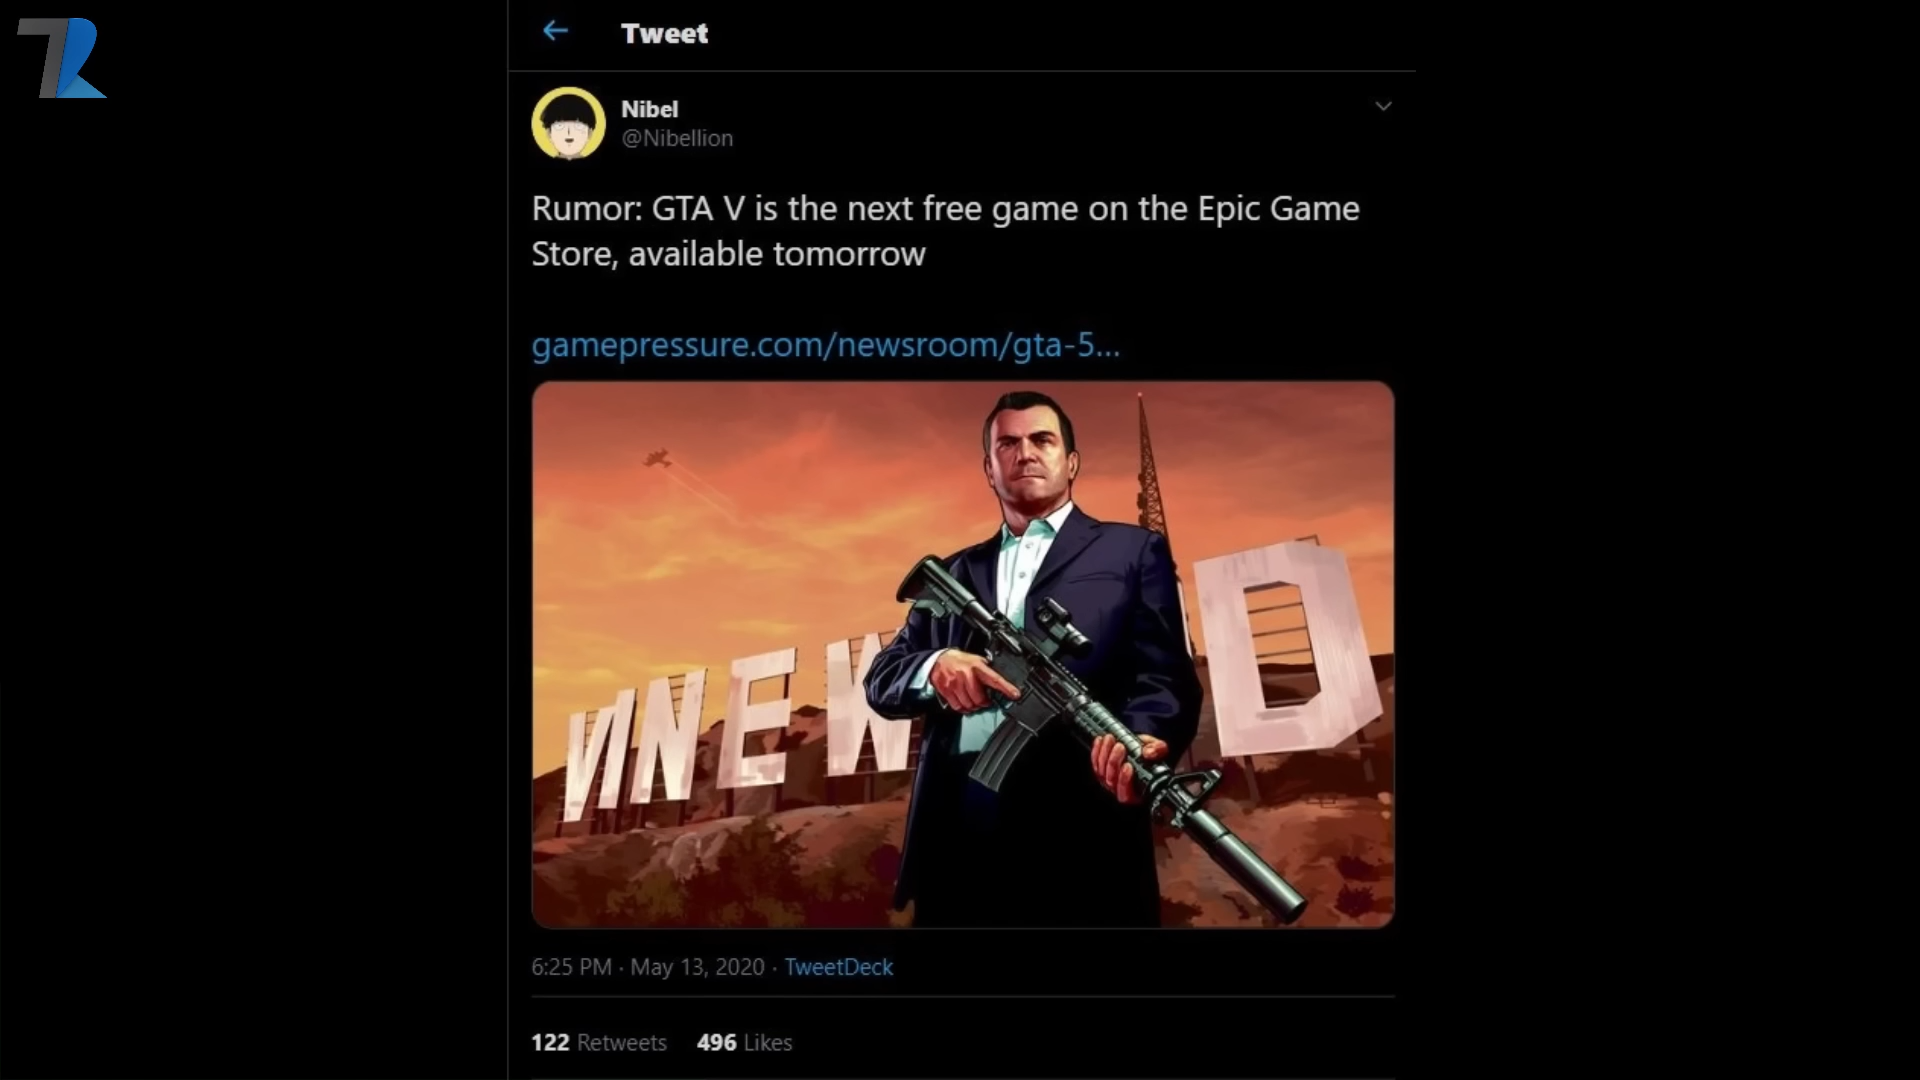 Tweet
Nibel
@Nibellion
Rumor: GTA V is the next free game on the Epic Game
Store, available tomorrow
gamepressure.com/newsroom/gta-5...
VINEW D
6:25 PM · May 13, 2020 · TweetDeck
122 Retweets 496 Likes